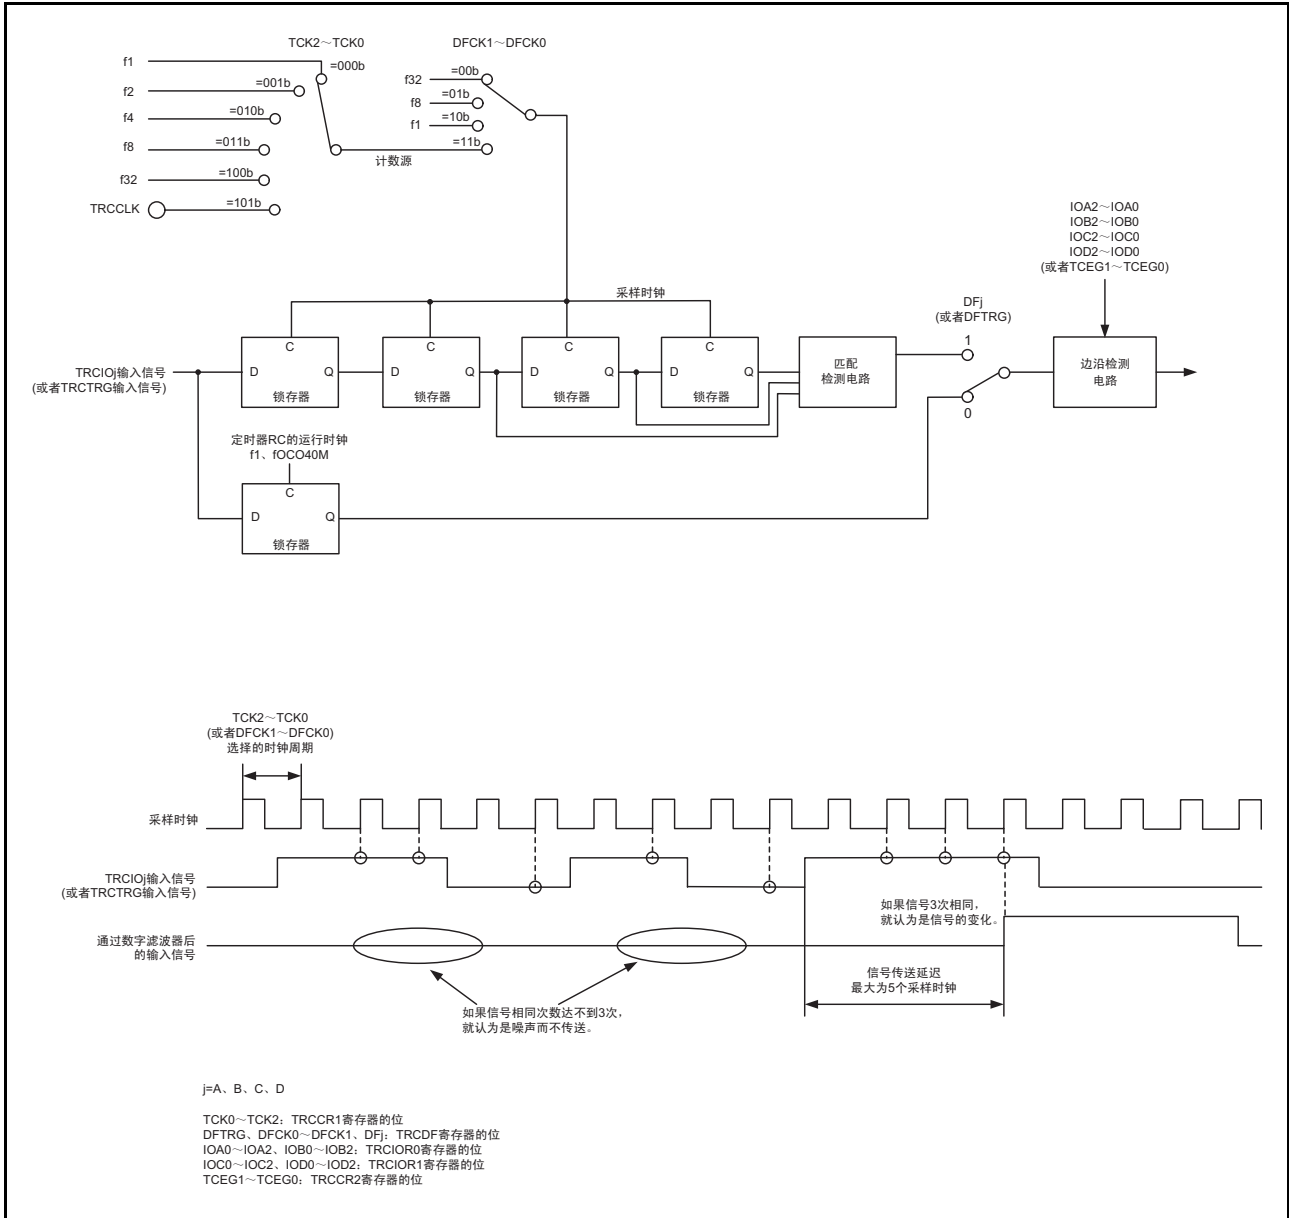 TCK2～TCK0
DFCK1～DFCK0
f1
=000b
f2
=001b
f4
=010b
f8
=011b
f32
=100b
TRCCLK
=101b
f32
=00b
f8
=01b
f1
=10b
=11b
计数源
IOA2～IOA0
IOB2～IOB0
IOC2～IOC0
IOD2～IOD0
(或者TCEG1～TCEG0)
采样时钟
DFj
(或者DFTRG)
1
0
TRCIOj输入信号
(或者TRCTRG输入信号)
C
D
Q
锁存器
C
D
Q
锁存器
C
D
Q
锁存器
C
D
Q
锁存器
匹配
检测电路
边沿检测
电路
定时器RC的运行时钟
f1、fOCO40M
C
D
Q
锁存器
TCK2～TCK0
(或者DFCK1～DFCK0)
选择的时钟周期
采样时钟
TRCIOj输入信号
(或者TRCTRG输入信号)
如果信号3次相同，
就认为是信号的变化。
通过数字滤波器后
的输入信号
信号传送延迟
最大为5个采样时钟
如果信号相同次数达不到3次，
就认为是噪声而不传送。
j=A、B、C、D
TCK0～TCK2：TRCCR1寄存器的位
DFTRG、DFCK0～DFCK1、DFj：TRCDF寄存器的位
IOA0～IOA2、IOB0～IOB2：TRCIOR0寄存器的位
IOC0～IOC2、IOD0～IOD2：TRCIOR1寄存器的位
TCEG1～TCEG0：TRCCR2寄存器的位